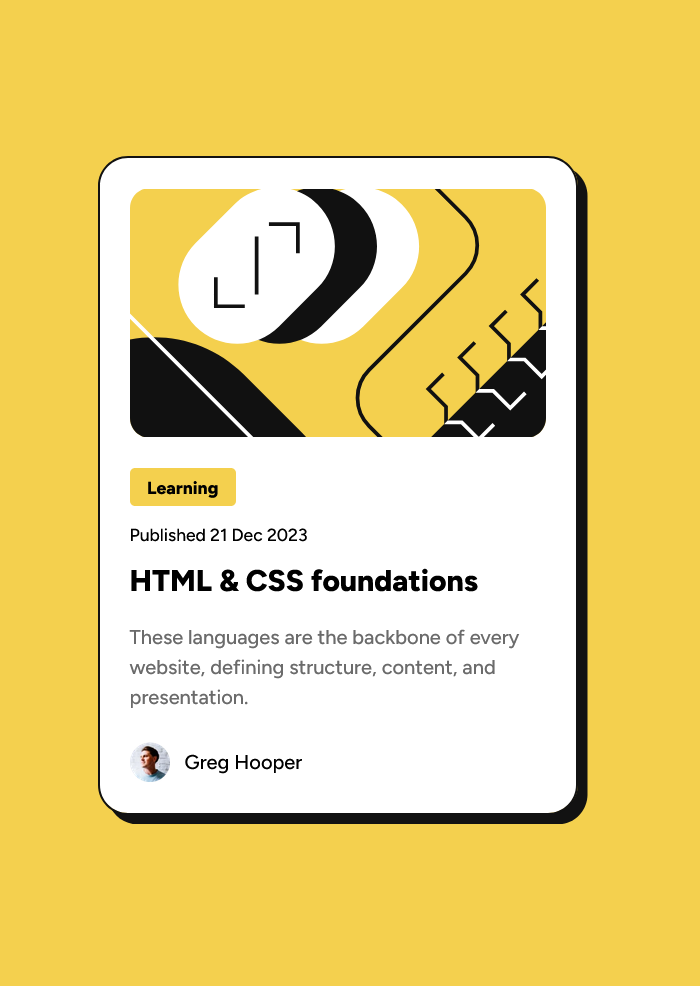 Learning
Published 21 Dec 2023
HTML & CSS foundations
These languages are the backbone of every
website, defining structure, content, and
presentation.
Greg Hooper